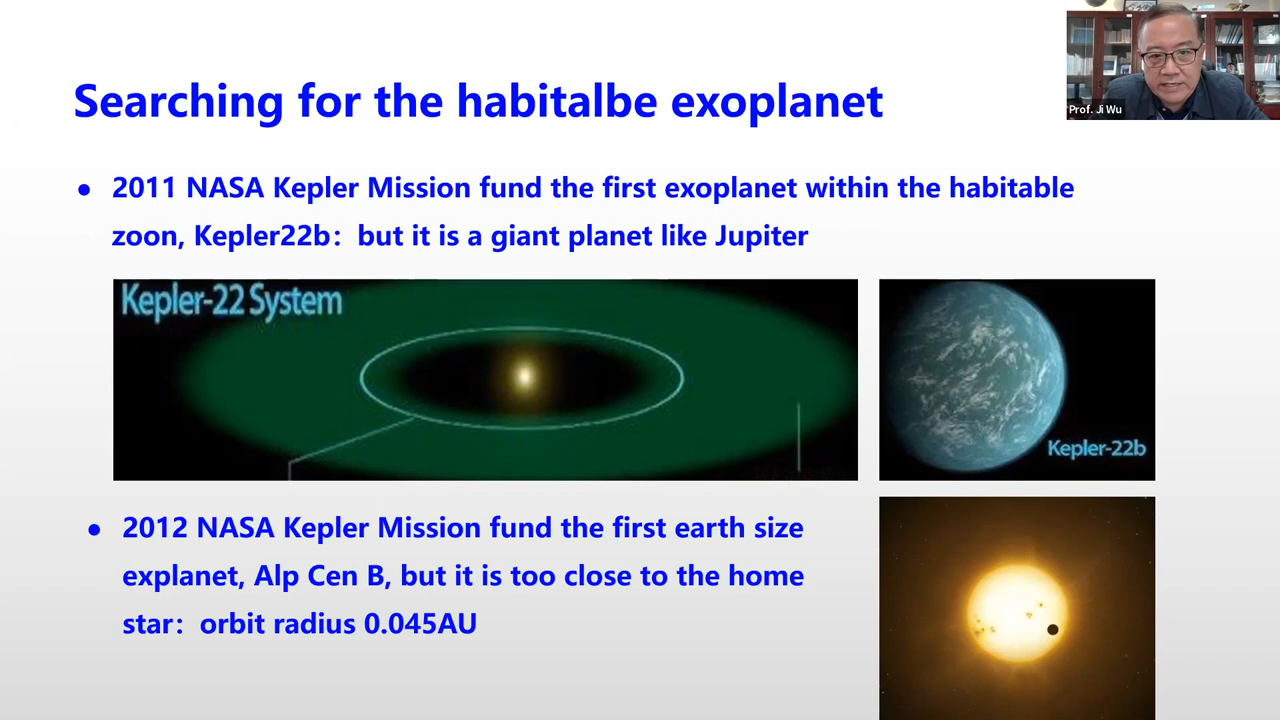 Searching for the habitalbe exoplanet
Prof. Ji Wu
● 2011 NASA Kepler Mission fund the first exoplanet within the habitable
zoon, Kepler22b：but it is a giant planet like Jupiter
Kepler-22 System
Kepler-22b
● 2012 NASA Kepler Mission fund the first earth size
explanet, Alp Cen B, but it is too close to the home
star：orbit radius 0.045AU